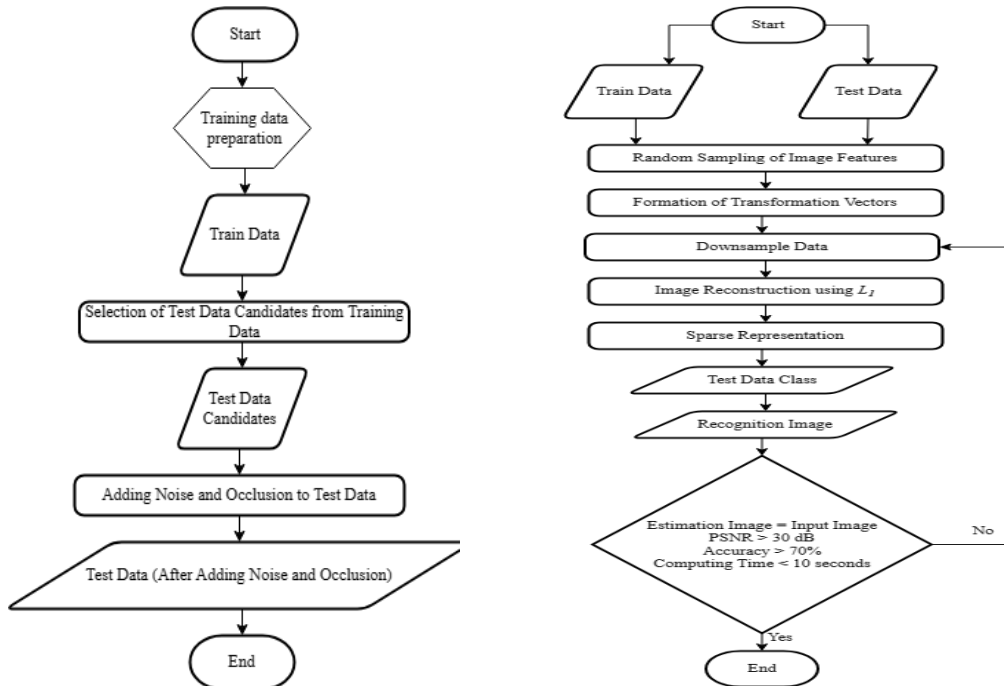 Start
Training data
preparation
Train Data
Selection of Test Data Candidates from Training
Data
Test Data
Candidates
Adding Noise and Occlusion to Test Data
Test Data (After Adding Noise and Occlusion)
End
Start
Train Data
Test Data
Random Sampling of Image Features
Formation of Transformation Vectors
Downsample Data
Image Reconstruction using L1
Sparse Representation
Test Data Class
Recognition Image
Estimation Image = Input Image
PSNR > 30 dB
Accuracy > 70%
Computing Time < 10 seconds
No
Yes
End